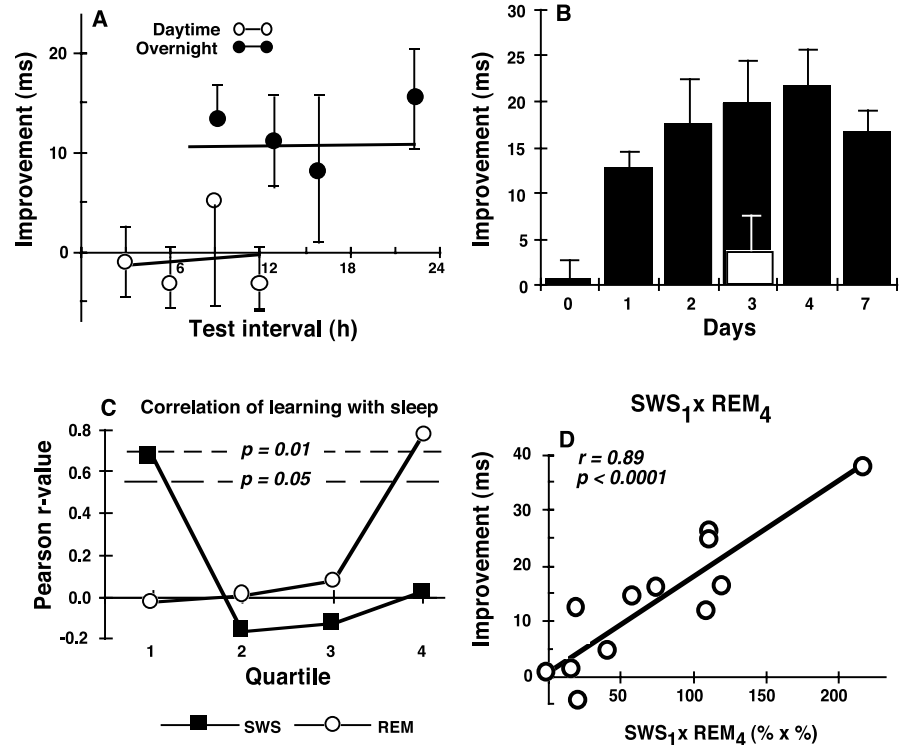 A
Daytime
Overnight
Improvement (ms)
20
10
0
6
12
18
24
Test interval (h)
B
Improvement (ms)
30
25
20
15
10
5
0
0 1 2 3 4 7
Days
C Correlation of learning with sleep
Pearson r-value
0.8
0.6
0.4
0.2
0.0
-0.2
p = 0.01
p = 0.05
1 2 3 4
Quartile
SWS REM
SWS1 x REM4
D
r = 0.89
p < 0.0001
Improvement (ms)
40
30
20
10
0
50 100 150 200
SWS1 x REM4 (% x %)